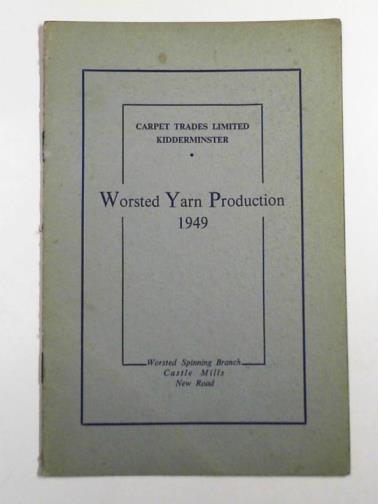 CARPET TRADES LIMITED
KIDDERMINSTER
Worsted Yarn Production
1949
Worsted Spinning Branch
Castle Mills
New Road